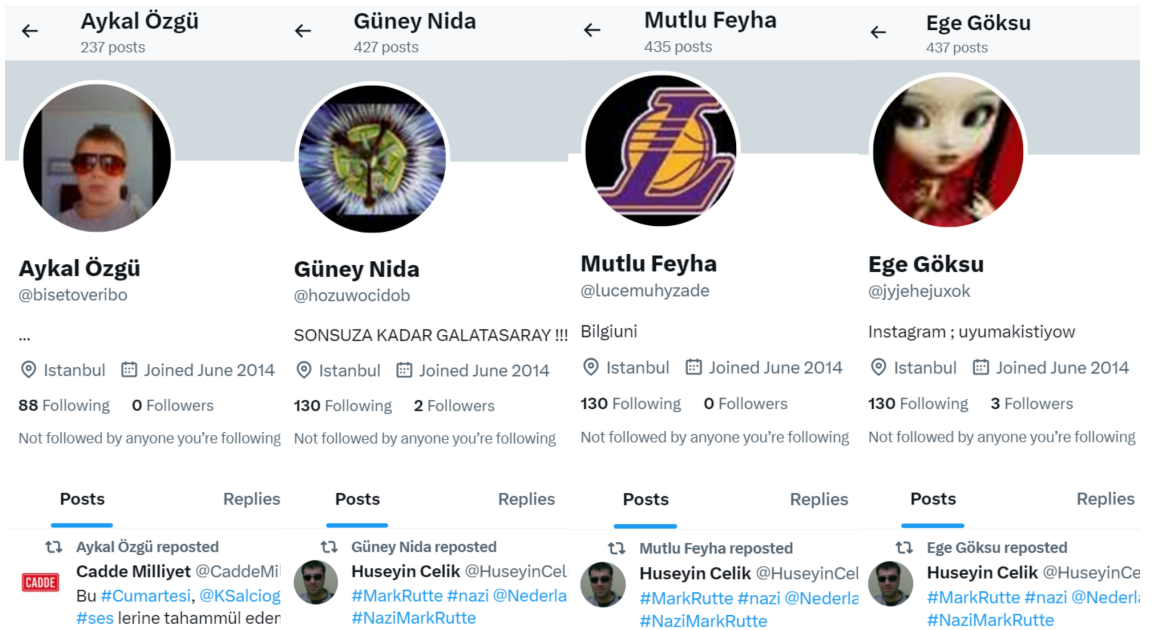 Aykal Özgü
237 posts
Aykal Özgü
@bisetoveribo
...
Istanbul Joined June 2014
88 Following 0 Followers
Not followed by anyone you're following
Posts Replies
Aykal Özgü reposted
CADDE
Cadde Milliyet @CaddeMil
Bu #Cumartesi, @KSalciog
#ses lerine tahammül eden
Güney Nida
427 posts
Güney Nida
@hozuwocidob
SONSUZA KADAR GALATASARAY !!!
Istanbul Joined June 2014
130 Following 2 Followers
Not followed by anyone you're following
Posts Replies
Güney Nida reposted
Huseyin Celik @HuseyinCel
#MarkRutte #nazi @Nederla
#NaziMarkRutte
Mutlu Feyha
435 posts
L
Mutlu Feyha
@lucemuhyzade
Bilgiuni
Istanbul Joined June 2014
130 Following 0 Followers
Not followed by anyone you're following
Posts Replies
Mutlu Feyha reposted
Huseyin Celik @HuseyinCel
#MarkRutte #nazi @Nederla
#NaziMarkRutte
Ege Göksu
437 posts
Ege Göksu
@jyjehejuxok
Instagram ; uyumakistiyow
Istanbul Joined June 2014
130 Following 3 Followers
Not followed by anyone you're following
Posts Replies
Ege Göksu reposted
Huseyin Celik @HuseyinCe
#MarkRutte #nazi @Nederla
#NaziMarkRutte